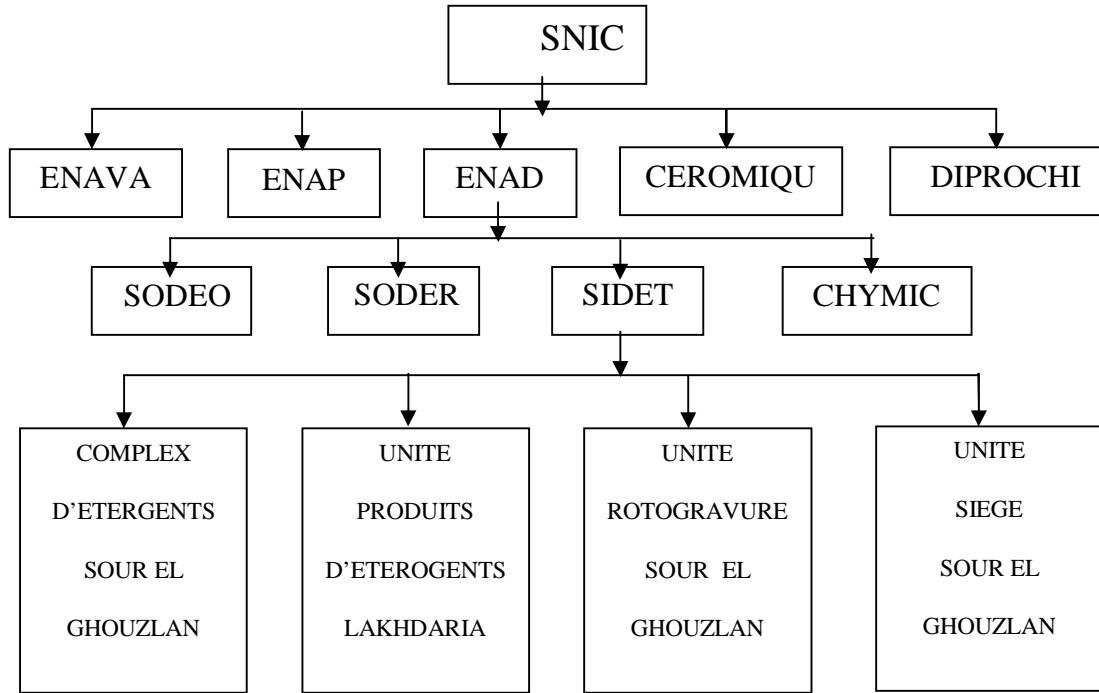 SNIC
ENAVA
ENAP
ENAD
CEROMIQU
DIPROCHI
SODEO
SODER
SIDET
CHYMIC
COMPLEX
D’ETERGENTS
SOUR EL
GHOUZLAN
UNITE
PRODUITS
D’ETEROGENTS
LAKHDARIA
UNITE
ROTOGRAVURE
SOUR EL
GHOUZLAN
UNITE
SIEGE
SOUR EL
GHOUZLAN